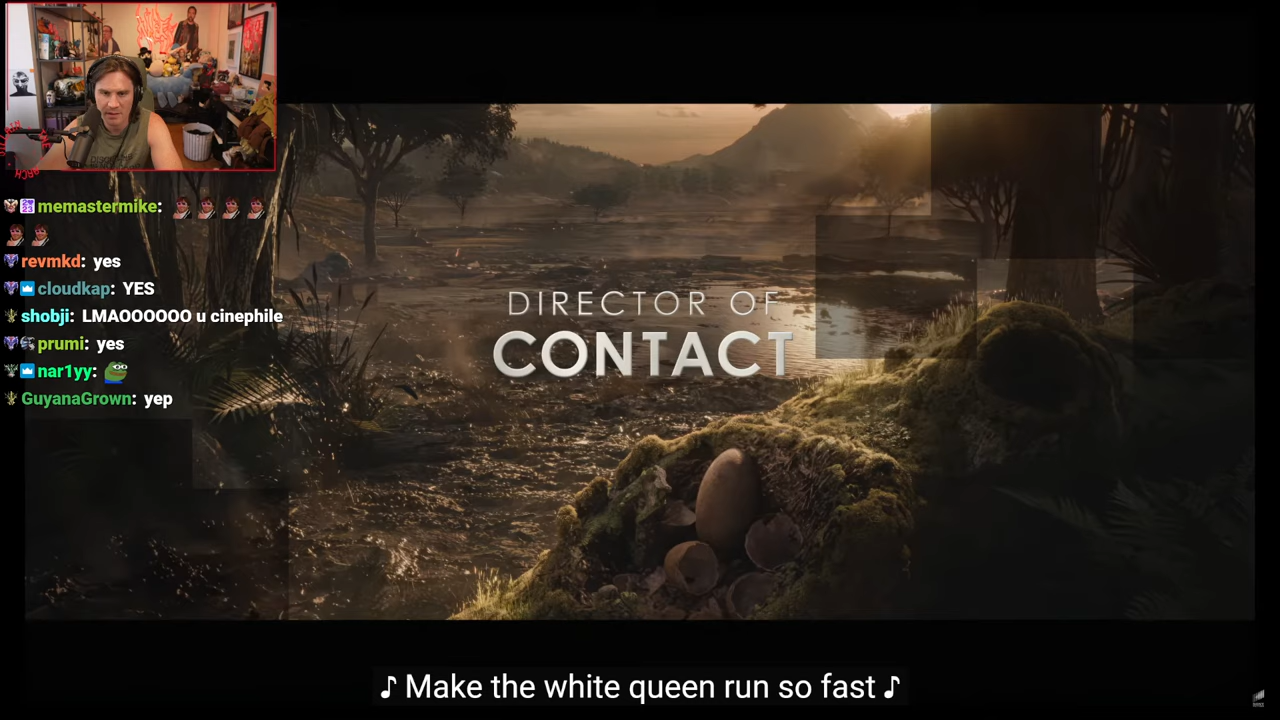 memastermike:
revmkd: yes
cloudkap: YES
shobji: LMAOOOOOO u cinephile
prumi: yes
nar1yy:
GuyanaGrown: yep
DIRECTOR OF
CONTACT
♪ Make the white queen run so fast ♪